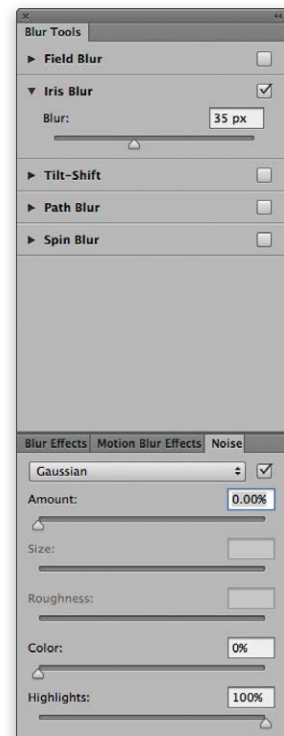 Blur Tools
Field Blur
Iris Blur
Blur: 35 px
Tilt-Shift
Path Blur
Spin Blur
Blur Effects Motion Blur Effects Noise
Gaussian
Amount: 0.00%
Size:
Roughness:
Color: 0%
Highlights: 100%